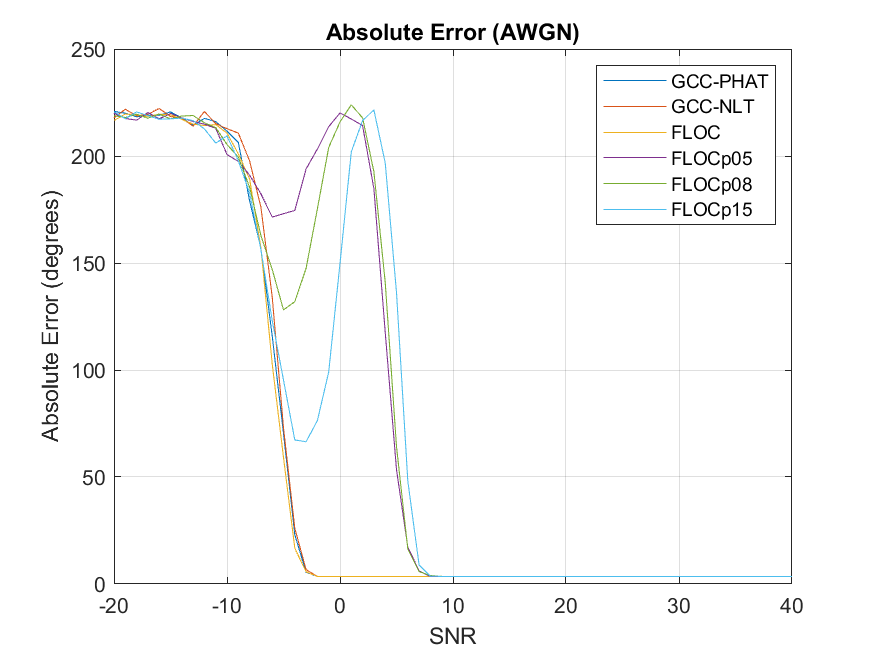 Absolute Error (AWGN)
250
200
150
100
50
0
Absolute Error (degrees)
-20
-10
0
10
20
30
40
SNR
GCC-PHAT
GCC-NLT
FLOC
FLOCp05
FLOCp08
FLOCp15